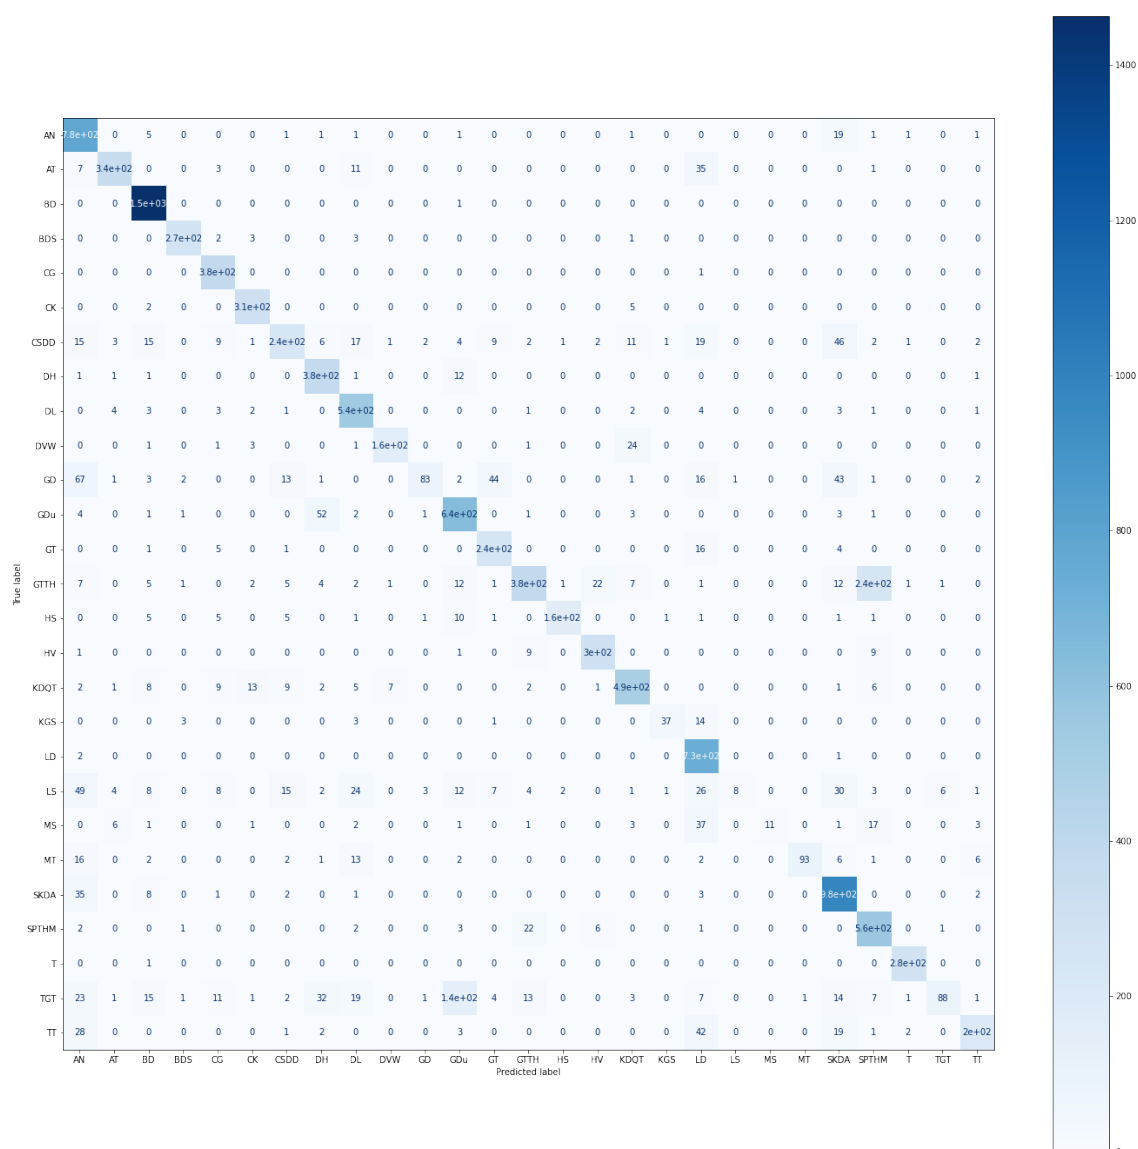 1400
AN 7.8e+02 0 5 0 0 0 1 1 1 0 0 1 0 0 0 0 1 0 0 0 0 0 19 1 1 0 1
AT 7 3.4e+02 0 0 3 0 0 0 11 0 0 0 0 0 0 0 0 0 35 0 0 0 0 1 0 0 0
BD 0 0 1.5e+03 0 0 0 0 0 0 0 0 1 0 0 0 0 0 0 0 0 0 0 0 0 0 0 0
1200
BDS 0 0 0 2.7e+02 2 3 0 0 3 0 0 0 0 0 0 0 1 0 0 0 0 0 0 0 0 0 0
CG 0 0 0 0 3.8e+02 0 0 0 0 0 0 0 0 0 0 0 0 0 1 0 0 0 0 0 0 0 0
CK 0 0 2 0 0 3.1e+02 0 0 0 0 0 0 0 0 0 0 5 0 0 0 0 0 0 0 0 0 0
CSDD 15 3 15 0 9 1 2.4e+02 6 17 1 2 4 9 2 1 2 11 1 19 0 0 0 46 2 1 0 2
DH 1 1 1 0 0 0 0 3.8e+02 1 0 0 12 0 0 0 0 0 0 0 0 0 0 0 0 0 0 1
1000
DL 0 4 3 0 3 2 1 0 5.4e+02 0 0 0 0 1 0 0 2 0 4 0 0 0 3 1 0 0 1
DVW 0 0 1 0 1 3 0 0 1 1.6e+02 0 0 0 1 0 0 24 0 0 0 0 0 0 0 0 0 0
GD 67 1 3 2 0 0 13 1 0 0 83 2 44 0 0 0 1 0 16 1 0 0 43 1 0 0 2
GDu 4 0 1 1 0 0 0 52 2 0 1 6.4e+02 0 1 0 0 3 0 0 0 0 0 3 1 0 0 0
800
GT 0 0 1 0 5 0 1 0 0 0 0 0 2.4e+02 0 0 0 0 0 16 0 0 0 4 0 0 0 0
GTTH 7 0 5 1 0 2 5 4 2 1 0 12 1 3.8e+02 1 22 7 0 1 0 0 0 12 2.4e+02 1 1 0
HS 0 0 5 0 5 0 5 0 0 0 1 10 1 0 1.6e+02 0 0 1 1 0 0 0 1 1 0 0 0
HV 1 0 0 0 0 0 0 0 0 0 0 1 0 9 0 3e+02 0 0 0 0 0 0 0 9 0 0 0
600
KDQT 2 1 8 0 9 13 9 2 5 7 0 0 0 2 0 1 4.9e+02 0 0 0 0 0 1 6 0 0 0
KGS 0 0 0 3 0 0 0 0 3 0 0 0 1 0 0 0 0 37 14 0 0 0 0 0 0 0 0
LD 2 0 0 0 0 0 0 0 0 0 0 0 0 0 0 0 0 0 7.3e+02 0 0 0 1 0 0 0 0
LS 49 4 8 0 8 0 15 2 24 0 3 12 7 4 2 0 1 1 26 8 0 0 30 3 0 6 1
MS 0 6 1 0 0 1 0 0 2 0 0 1 0 1 0 0 3 0 37 0 11 0 1 17 0 0 3
400
MT 16 0 2 0 0 0 2 1 13 0 0 2 0 0 0 0 0 0 2 0 0 93 6 1 0 0 6
SKDA 35 0 8 0 1 0 2 0 1 0 0 0 0 0 0 0 0 0 3 0 0 0 9.8e+02 0 0 0 2
SPTHM 2 0 0 1 0 0 0 0 2 0 0 3 0 22 0 6 0 0 1 0 0 0 0 5.6e+02 0 1 0
T 0 0 1 0 0 0 0 0 0 0 0 0 0 0 0 0 0 0 0 0 0 0 0 0 2.8e+02 0 0
200
TGT 23 1 15 1 11 1 2 32 19 0 1 1.4e+02 4 13 0 0 3 0 7 0 0 1 14 7 1 88 1
TT 28 0 0 0 0 0 1 2 0 0 0 3 0 0 0 0 0 0 42 0 0 0 19 1 2 0 2e+02
AN AT BD BDS CG CK CSDD DH DL DVW GD GDu GT GTTH HS HV KDQT KGS LD LS MS MT SKDA SPTHM T TGT TT
Predicted label
True label